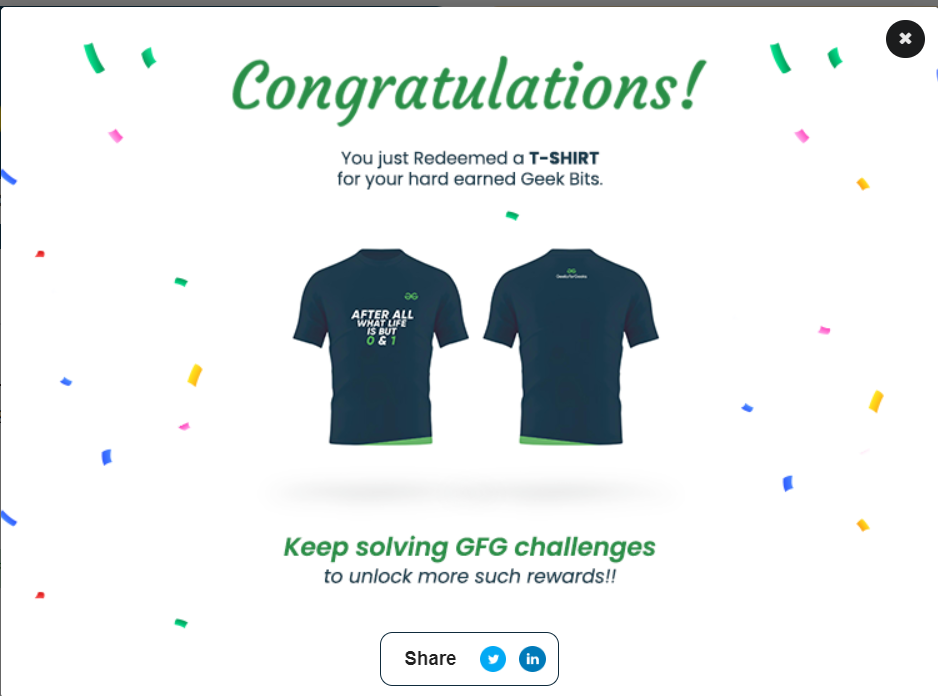 Congratulations!
You just Redeemed a T-SHIRT
for your hard earned Geek Bits.
GeeksforGeeks
AFTER ALL
WHAT LIFE
IS BUT
0 & 1
Keep solving GFG challenges
to unlock more such rewards!!
Share
in